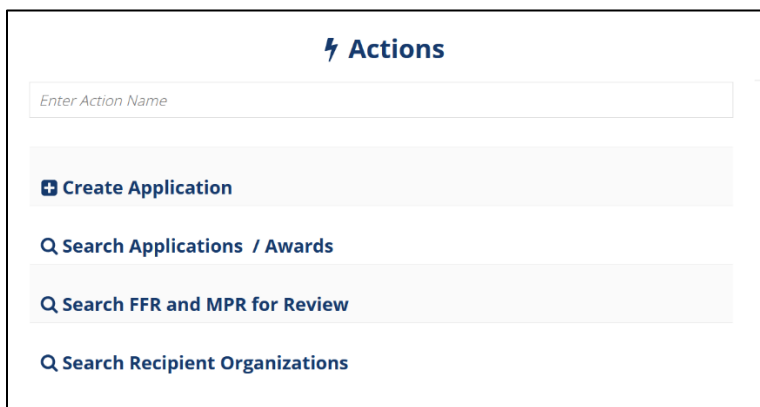 Actions
Enter Action Name
Create Application
Search Applications / Awards
Search FFR and MPR for Review
Search Recipient Organizations